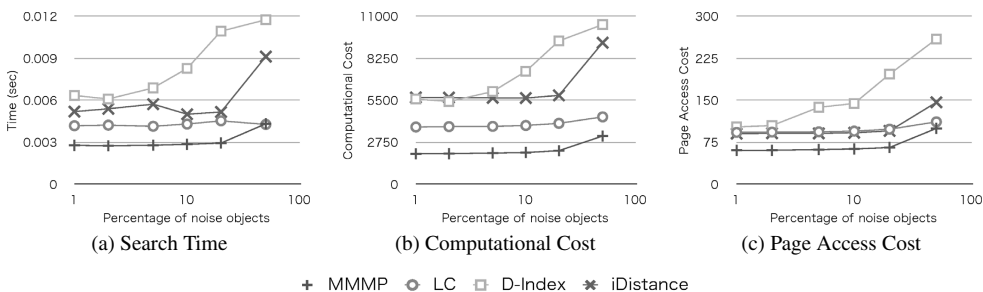 0.012
0.009
0.006
0.003
0
Time (sec)
1 10 100
Percentage of noise objects
(a) Search Time
11000
8250
5500
2750
0
Computational Cost
1 10 100
Percentage of noise objects
(b) Computational Cost
300
225
150
75
0
Page Access Cost
1 10 100
Percentage of noise objects
(c) Page Access Cost
MMMP LC D-Index iDistance